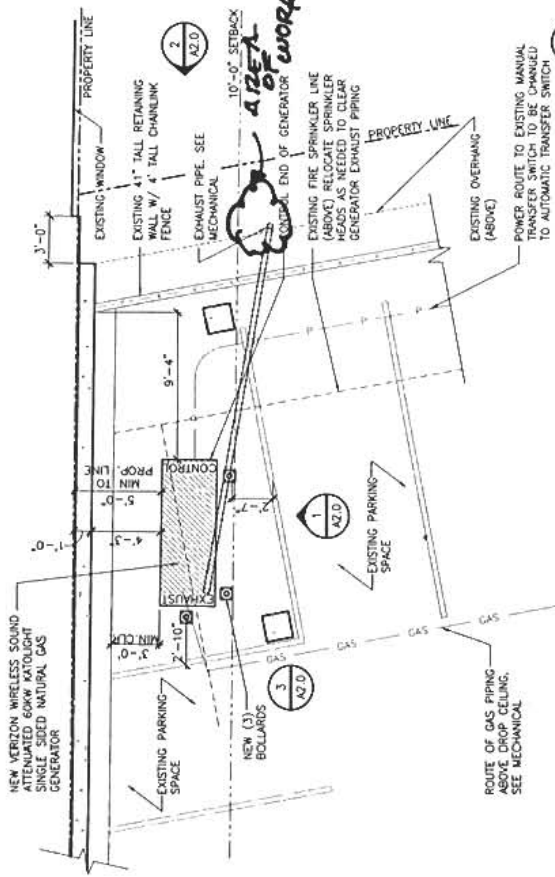 NEW VERIZON WIRELESS SOUND
ATTENUATED 60KW KATOLIGHT
SINGLE SIDED NATURAL GAS
GENERATOR
EXISTING PARKING
SPACE
NEW (3)
BOLLARDS
3
A2.0
ROUTE OF GAS PIPING
ABOVE DROP CEILING,
SEE MECHANICAL
GAS
GAS
GAS
GAS
1'-0"
4'-3"
5'-0"
MIN TO
PROP. LINE
3'-0"
MIN CLR.
2'-10"
EXHAUST
CONTROL
9'-4"
2'-7"
1
A2.0
EXISTING PARKING
SPACE
P
P
P
3'-0"
PROPERTY LINE
EXISTING WINDOW
EXISTING 41" TALL RETAINING
WALL W/ 4' TALL CHAINLINK
FENCE
2
A2.0
EXHAUST PIPE, SEE
MECHANICAL
10'-0" SETBACK
AREA
OF WORK
CONTROL END OF GENERATOR
EXISTING FIRE SPRINKLER LINE
(ABOVE) RELOCATE SPRINKLER
HEADS AS NEEDED TO CLEAR
GENERATOR EXHAUST PIPING
PROPERTY LINE
EXISTING OVERHANG
(ABOVE)
POWER ROUTE TO EXISTING MANUAL
TRANSFER SWITCH TO BE CHANGED
TO AUTOMATIC TRANSFER SWITCH